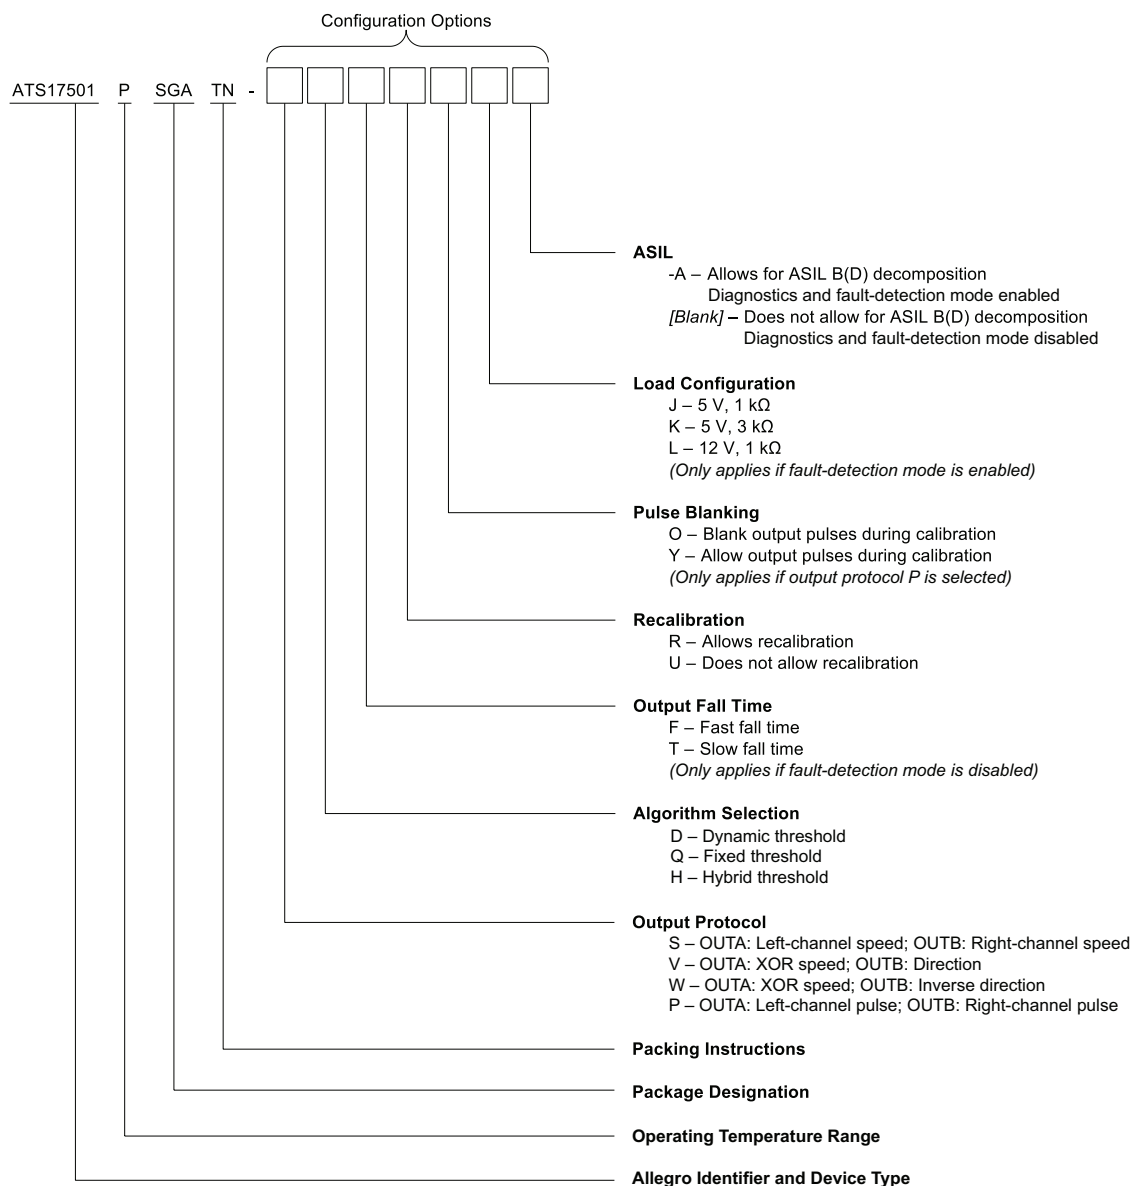 Configuration Options
ATS17501 P SGA TN -
ASIL
-A – Allows for ASIL B(D) decomposition
Diagnostics and fault-detection mode enabled
[Blank] – Does not allow for ASIL B(D) decomposition
Diagnostics and fault-detection mode disabled
Load Configuration
J – 5 V, 1 kΩ
K – 5 V, 3 kΩ
L – 12 V, 1 kΩ
(Only applies if fault-detection mode is enabled)
Pulse Blanking
O – Blank output pulses during calibration
Y – Allow output pulses during calibration
(Only applies if output protocol P is selected)
Recalibration
R – Allows recalibration
U – Does not allow recalibration
Output Fall Time
F – Fast fall time
T – Slow fall time
(Only applies if fault-detection mode is disabled)
Algorithm Selection
D – Dynamic threshold
Q – Fixed threshold
H – Hybrid threshold
Output Protocol
S – OUTA: Left-channel speed; OUTB: Right-channel speed
V – OUTA: XOR speed; OUTB: Direction
W – OUTA: XOR speed; OUTB: Inverse direction
P – OUTA: Left-channel pulse; OUTB: Right-channel pulse
Packing Instructions
Package Designation
Operating Temperature Range
Allegro Identifier and Device Type